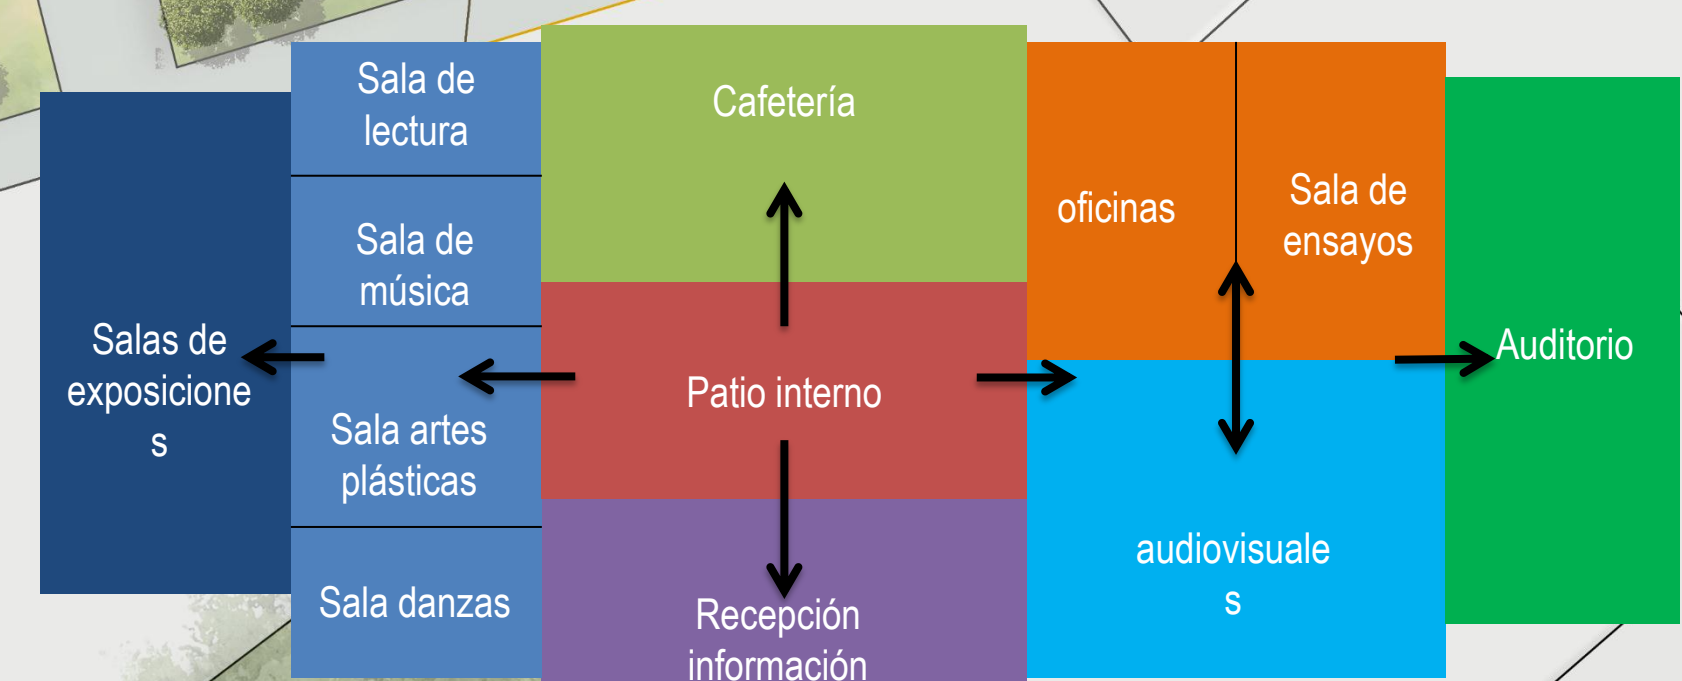 Sala de
lectura
Sala de
música
Sala artes
plásticas
Sala danzas
Salas de
exposicione
s
Cafetería
Patio interno
Recepción
información
oficinas
Sala de
ensayos
audiovisuale
s
Auditorio